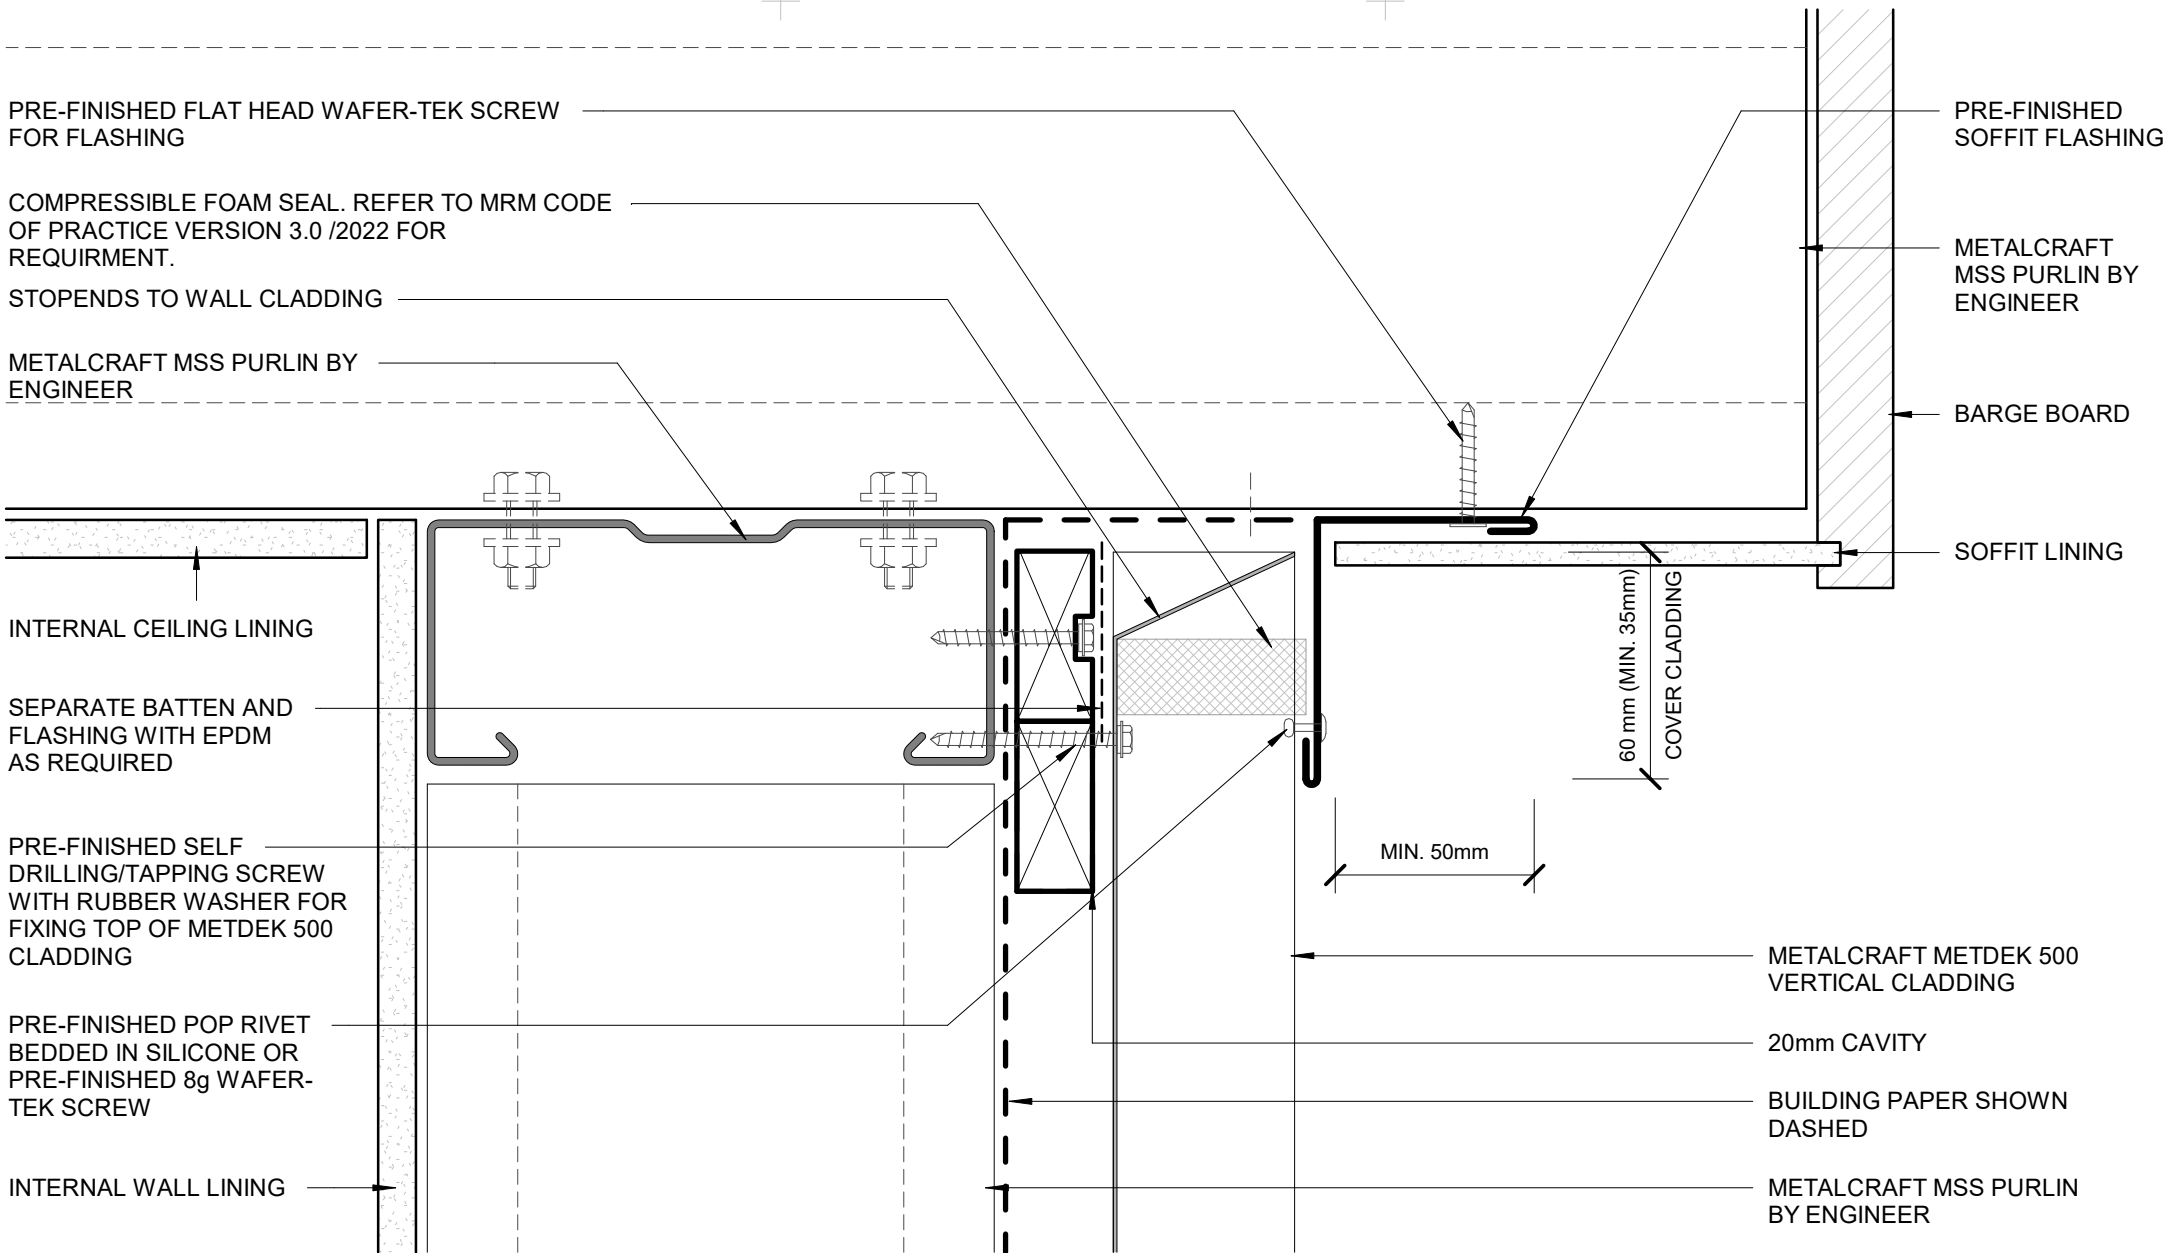 PRE-FINISHED FLAT HEAD WAFER-TEK SCREW
FOR FLASHING
COMPRESSIBLE FOAM SEAL. REFER TO MRM CODE
OF PRACTICE VERSION 3.0 /2022 FOR
REQUIRMENT.
STOPENDS TO WALL CLADDING
METALCRAFT MSS PURLIN BY
ENGINEER
INTERNAL CEILING LINING
SEPARATE BATTEN AND
FLASHING WITH EPDM
AS REQUIRED
PRE-FINISHED SELF
DRILLING/TAPPING SCREW
WITH RUBBER WASHER FOR
FIXING TOP OF METDEK 500
CLADDING
PRE-FINISHED POP RIVET
BEDDED IN SILICONE OR
PRE-FINISHED 8g WAFER-
TEK SCREW
INTERNAL WALL LINING
PRE-FINISHED
SOFFIT FLASHING
METALCRAFT
MSS PURLIN BY
ENGINEER
BARGE BOARD
SOFFIT LINING
60 mm (MIN. 35mm)
COVER CLADDING
MIN. 50mm
METALCRAFT METDEK 500
VERTICAL CLADDING
20mm CAVITY
BUILDING PAPER SHOWN
DASHED
METALCRAFT MSS PURLIN
BY ENGINEER